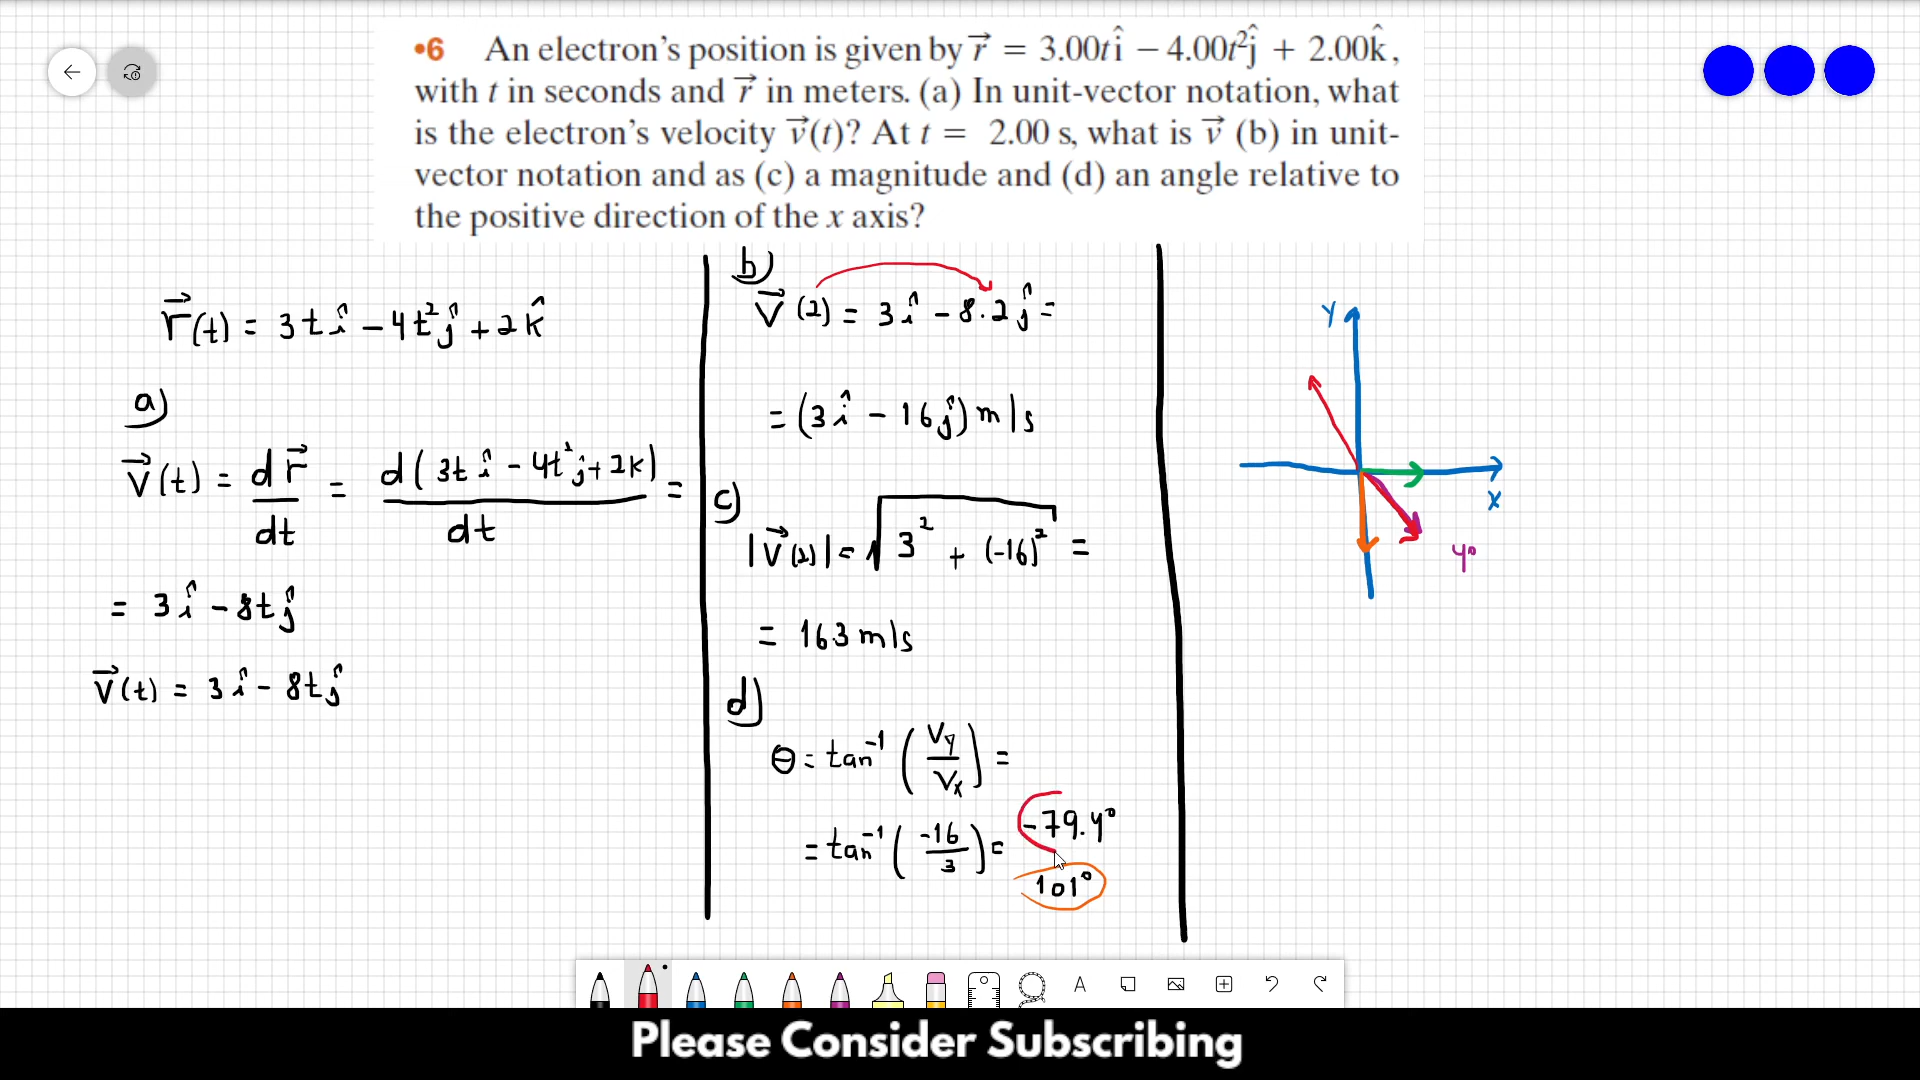 •6 An electron's position is given by r⃗ = 3.00tî − 4.00t²ĵ + 2.00k̂,
with t in seconds and r⃗ in meters. (a) In unit-vector notation, what
is the electron's velocity v⃗(t)? At t = 2.00 s, what is v⃗ (b) in unit-
vector notation and as (c) a magnitude and (d) an angle relative to
the positive direction of the x axis?
r⃗(t) = 3tî − 4t²ĵ + 2k̂
a)
v⃗(t) = dr⃗/dt = d(3tî − 4t²ĵ + 2k)/dt =
= 3î − 8tĵ
v⃗(t) = 3î − 8tĵ
b)
v⃗(2) = 3î − 8.2ĵ =
= (3î − 16ĵ) m/s
c)
|v⃗(2)| = √3² + (-16)² =
= 16.3 m/s
d)
θ = tan⁻¹(Vy/Vx) =
= tan⁻¹(-16/3) = -79.4°
101°
y
x
4°
Please Consider Subscribing